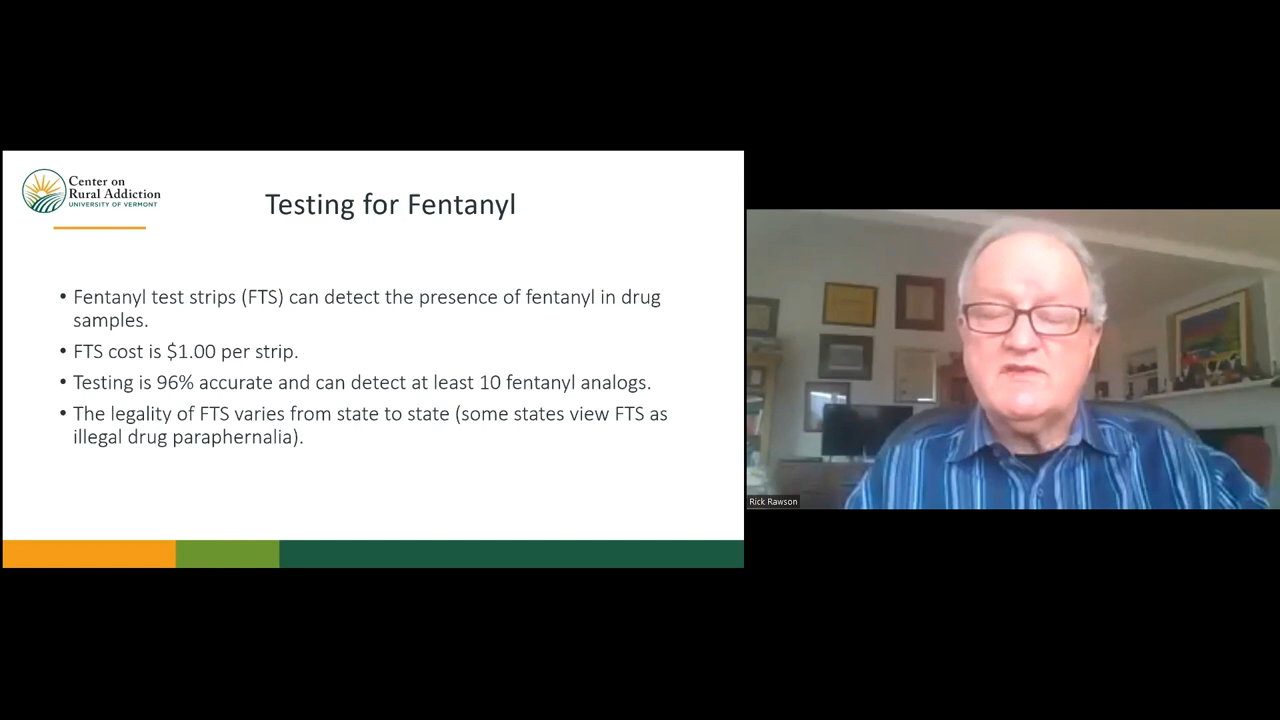 Center on
Rural Addiction
UNIVERSITY OF VERMONT
Testing for Fentanyl
• Fentanyl test strips (FTS) can detect the presence of fentanyl in drug
samples.
• FTS cost is $1.00 per strip.
• Testing is 96% accurate and can detect at least 10 fentanyl analogs.
• The legality of FTS varies from state to state (some states view FTS as
illegal drug paraphernalia).
Rick Rawson